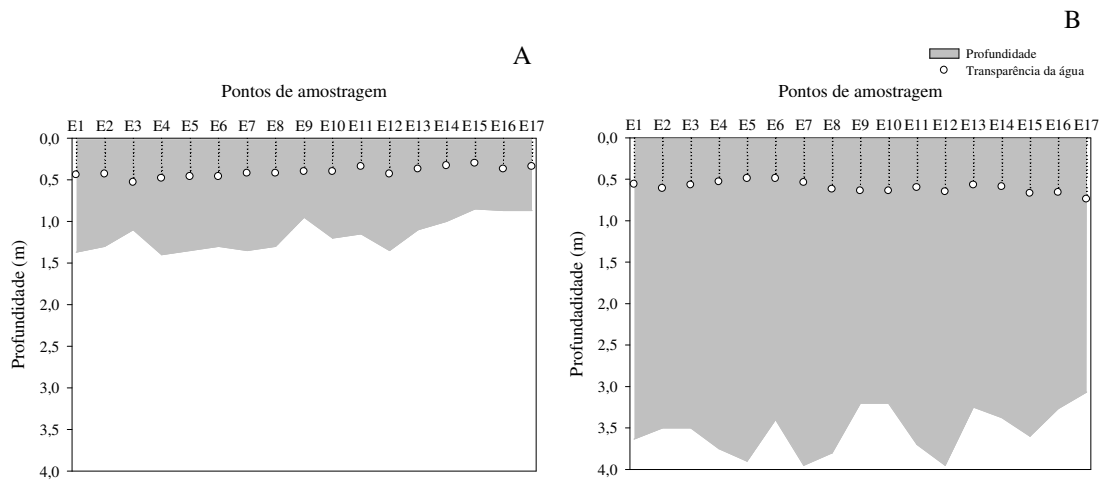 B
A
Profundidade
Transparência da água
Pontos de amostragem
E1 E2 E3 E4 E5 E6 E7 E8 E9 E10 E11 E12 E13 E14 E15 E16 E17
0,0
0,5
1,0
1,5
2,0
2,5
3,0
3,5
4,0
Profundidade (m)
Pontos de amostragem
E1 E2 E3 E4 E5 E6 E7 E8 E9 E10 E11 E12 E13 E14 E15 E16 E17
0,0
0,5
1,0
1,5
2,0
2,5
3,0
3,5
4,0
Profundadidade (m)